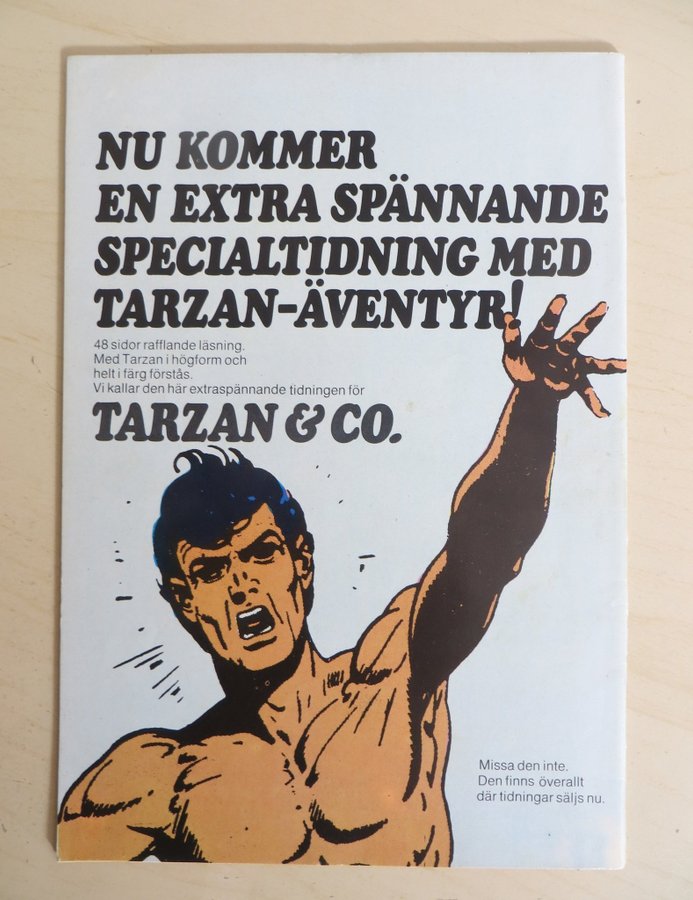 NU KOMMER
EN EXTRA SPÄNNANDE
SPECIALTIDNING MED
TARZAN-ÄVENTYR!
48 sidor rafflande läsning.
Med Tarzan i högform och
helt i färg förstås.
Vi kallar den här extraspännande tidningen för
TARZAN & CO.
Missa den inte.
Den finns överallt
där tidningar säljs nu.